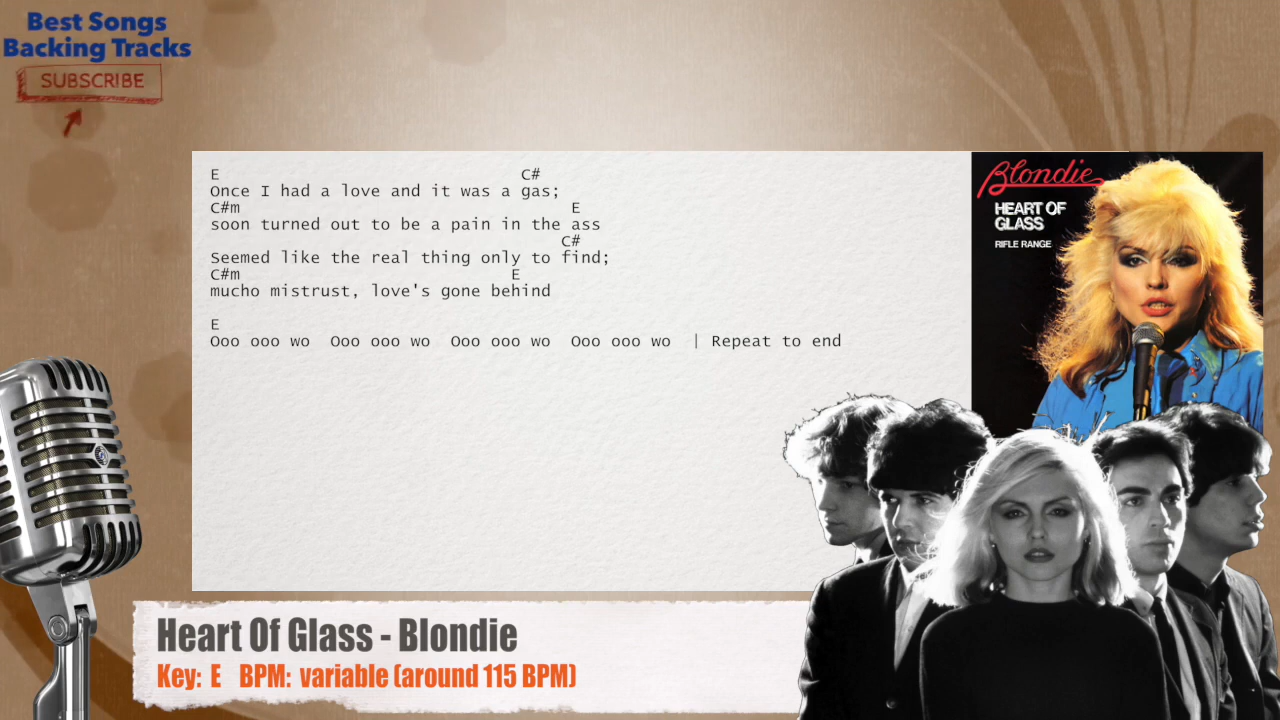 Best Songs
Backing Tracks
SUBSCRIBE
E C#
Once I had a love and it was a gas;
C#m E
soon turned out to be a pain in the ass
C#
Seemed like the real thing only to find;
C#m E
mucho mistrust, love's gone behind
E
Ooo ooo wo Ooo ooo wo Ooo ooo wo Ooo ooo wo | Repeat to end
Blondie
HEART OF
GLASS
RIFLE RANGE
Heart Of Glass - Blondie
Key: E BPM: variable (around 115 BPM)